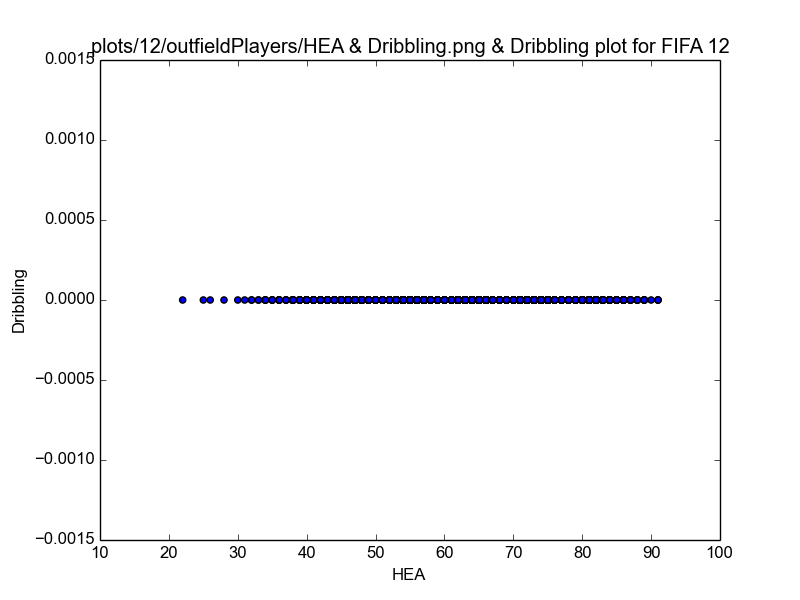 plots/12/outfieldPlayers/HEA & Dribbling.png & Dribbling plot for FIFA 12
0.0015
0.0010
0.0005
0.0000
−0.0005
−0.0010
−0.0015
Dribbling
10 20 30 40 50 60 70 80 90 100
HEA